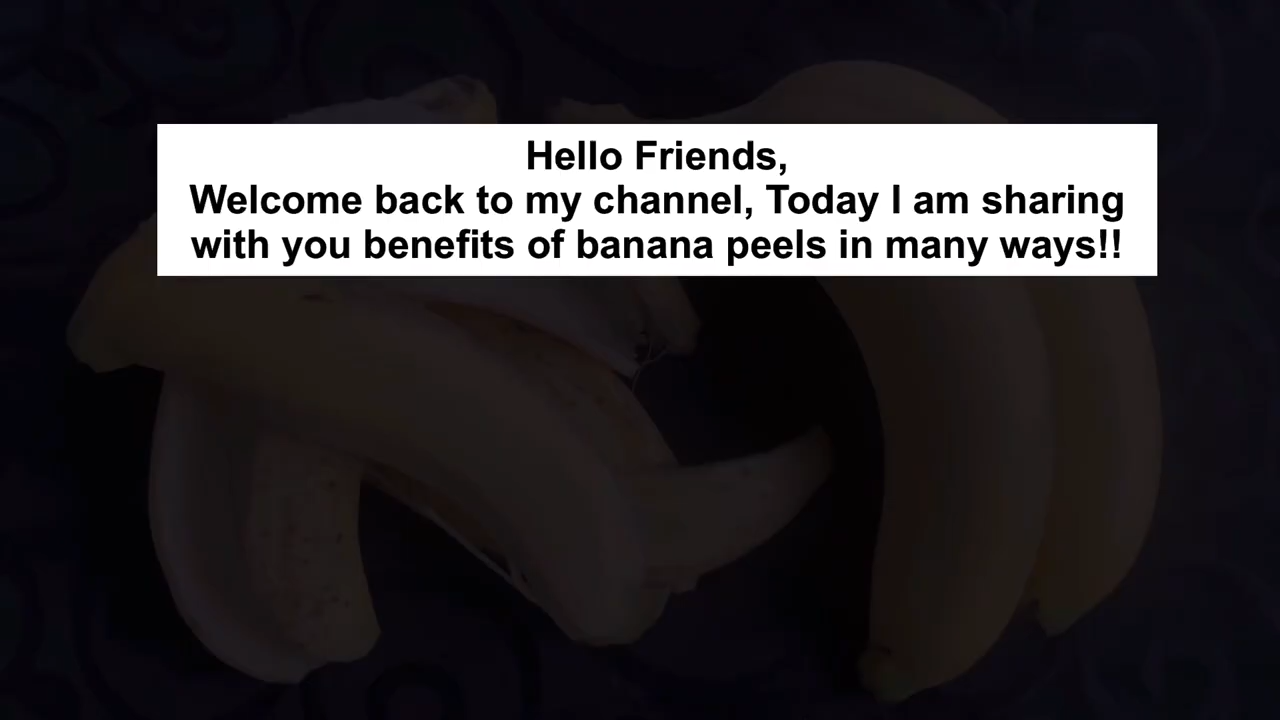 Hello Friends,
Welcome back to my channel, Today I am sharing
with you benefits of banana peels in many ways!!